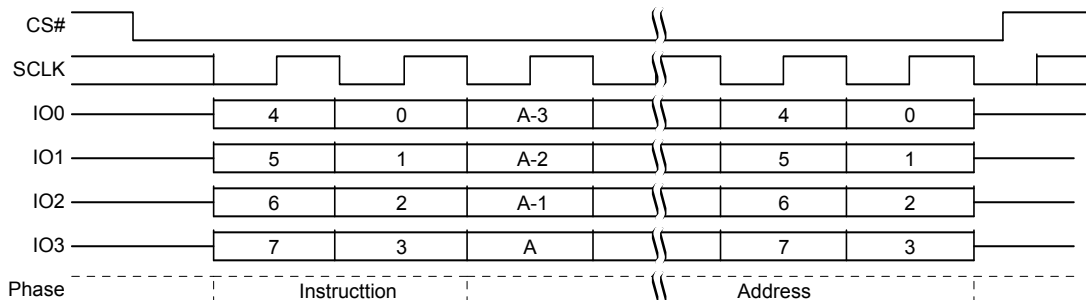 CS#
SCLK
IO0 4 0 A-3 4 0
IO1 5 1 A-2 5 1
IO2 6 2 A-1 6 2
IO3 7 3 A 7 3
Phase Instructtion Address